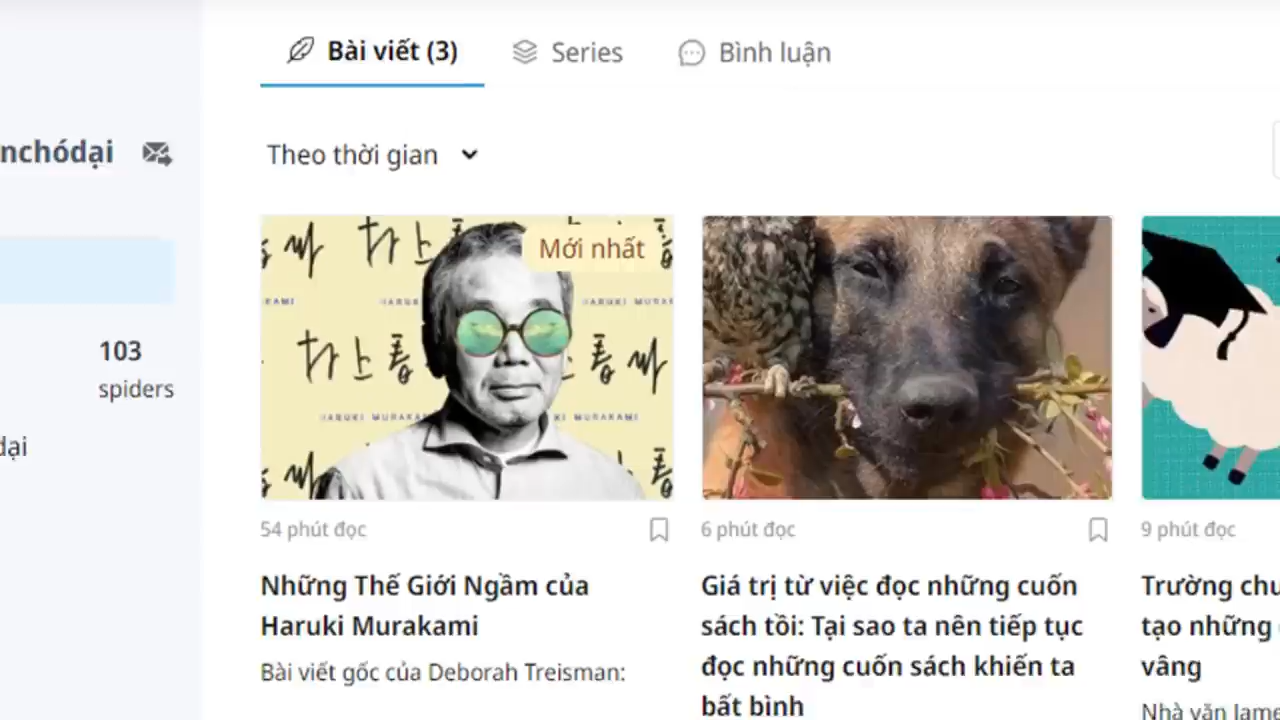 Bài viết (3)
Series
Bình luận
nchódại
Theo thời gian
Mới nhất
HARUKI MURAKAMI
103
spiders
dại
54 phút đọc
6 phút đọc
9 phút đọc
Những Thế Giới Ngầm của
Haruki Murakami
Bài viết gốc của Deborah Treisman:
Giá trị từ việc đọc những cuốn
sách tồi: Tại sao ta nên tiếp tục
đọc những cuốn sách khiến ta
bất bình
Trường chu
tạo những
vâng
Nhà văn Jame